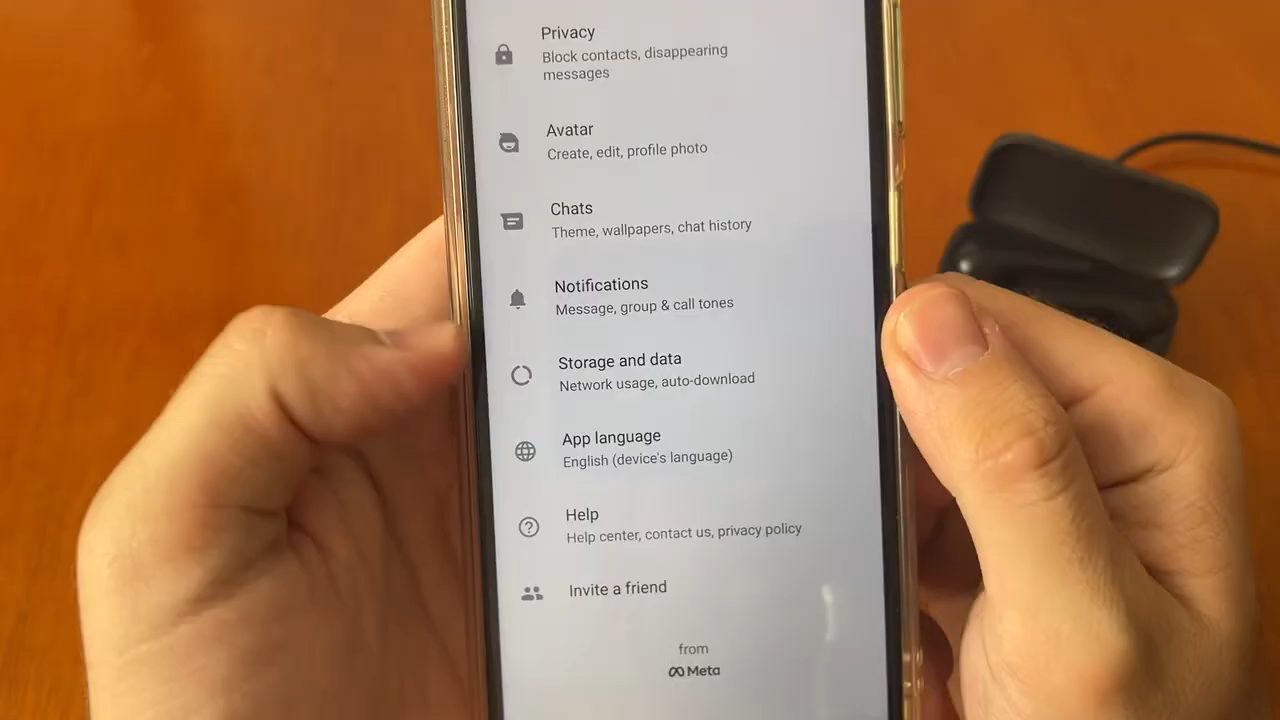 Privacy
Block contacts, disappearing
messages
Avatar
Create, edit, profile photo
Chats
Theme, wallpapers, chat history
Notifications
Message, group & call tones
Storage and data
Network usage, auto-download
App language
English (device's language)
Help
Help center, contact us, privacy policy
Invite a friend
from
Meta